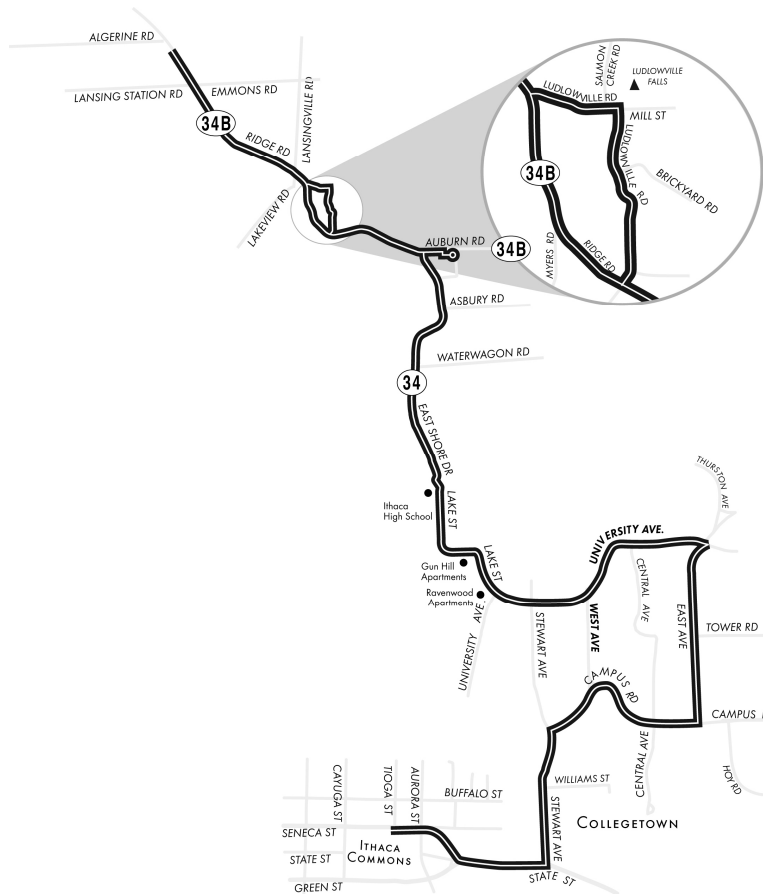 ALGERINE RD
LANSING STATION RD
EMMONS RD
34B
RIDGE RD
LANSINGVILLE RD
LAKEVIEW RD
SALMON
CREEK RD
LUDLOWVILLE
FALLS
LUDLOWVILLE RD
MILL ST
LUDLOWVILLE RD
BRICKYARD RD
34B
MYERS RD
RIDGE RD
AUBURN RD
34B
ASBURY RD
WATERWAGON RD
34
EAST SHORE DR
Ithaca
High School
LAKE ST
Gun Hill
Apartments
LAKE ST
Ravenwood
Apartments
UNIVERSITY AVE.
UNIVERSITY AVE.
THURSTON AVE
STEWART AVE
WEST AVE
CENTRAL AVE
EAST AVE
TOWER RD
CAMPUS RD
CAMPUS
CENTRAL AVE
HOY RD
WILLIAMS ST
STEWART AVE
COLLEGETOWN
CAYUGA ST
TIOGA ST
AURORA ST
BUFFALO ST
SENECA ST
ITHACA
COMMONS
STATE ST
GREEN ST
STATE ST